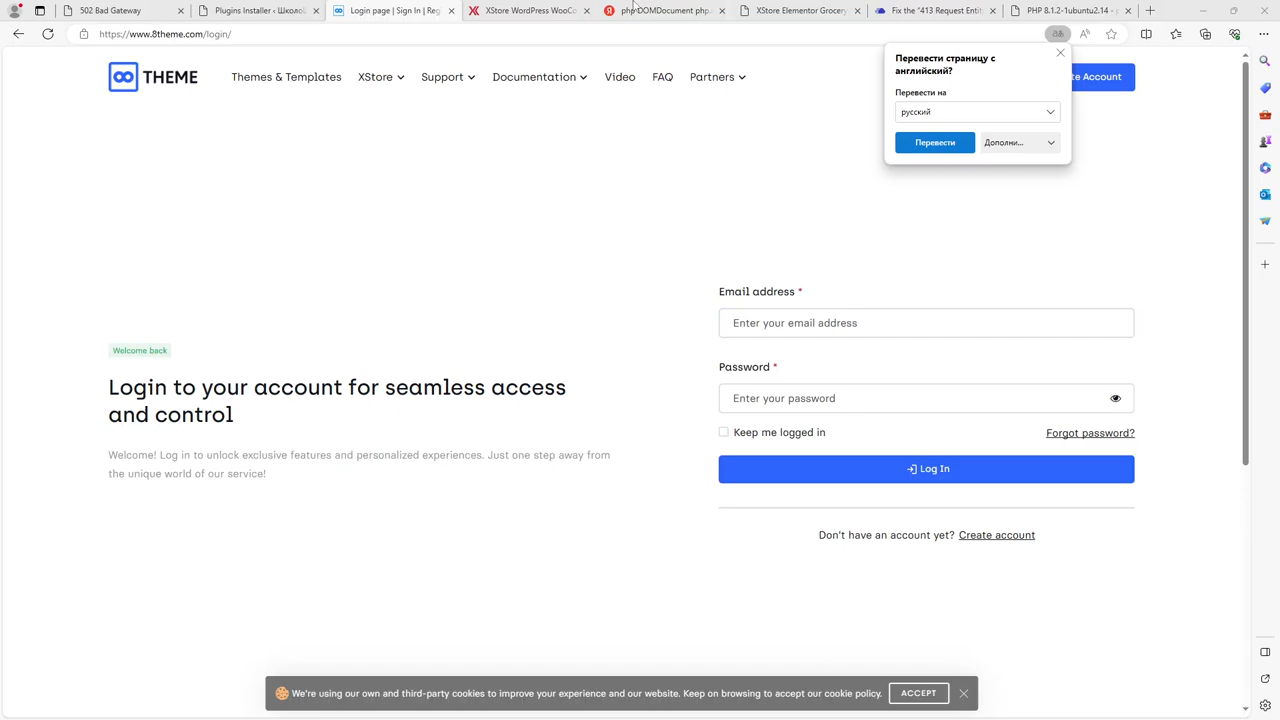 502 Bad Gateway
Plugins Installer ‹ Школов
Login page | Sign In | Reg
XStore WordPress WooCo
php DOMDocument php.
XStore Elementor Grocery
Fix the "413 Request Entit
PHP 8.1.2-1ubuntu2.14 - p
https://www.8theme.com/login/
THEME
Themes & Templates
XStore
Support
Documentation
Video
FAQ
Partners
te Account
Перевести страницу с
английский?
Перевести на
русский
Перевести
Дополни...
Welcome back
Login to your account for seamless access
and control
Welcome! Log in to unlock exclusive features and personalized experiences. Just one step away from
the unique world of our service!
Email address *
Enter your email address
Password *
Enter your password
Keep me logged in
Forgot password?
Log In
Don't have an account yet? Create account
We're using our own and third-party cookies to improve your experience and our website. Keep on browsing to accept our cookie policy.
ACCEPT